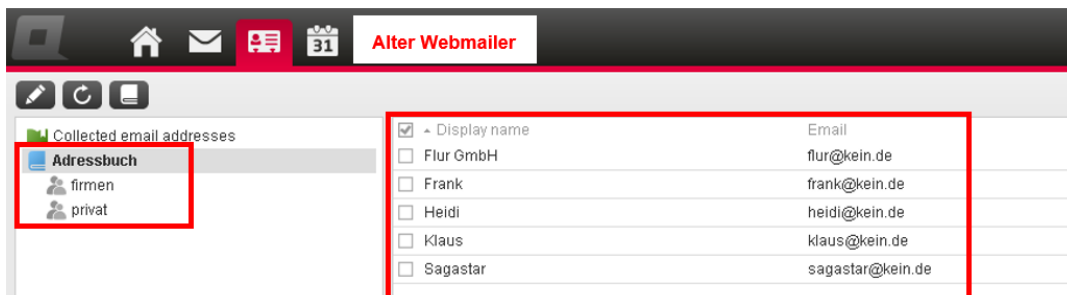 31
Alter Webmailer
Collected email addresses
Adressbuch
firmen
privat
Display name Email
Flur GmbH flur@kein.de
Frank frank@kein.de
Heidi heidi@kein.de
Klaus klaus@kein.de
Sagastar sagastar@kein.de